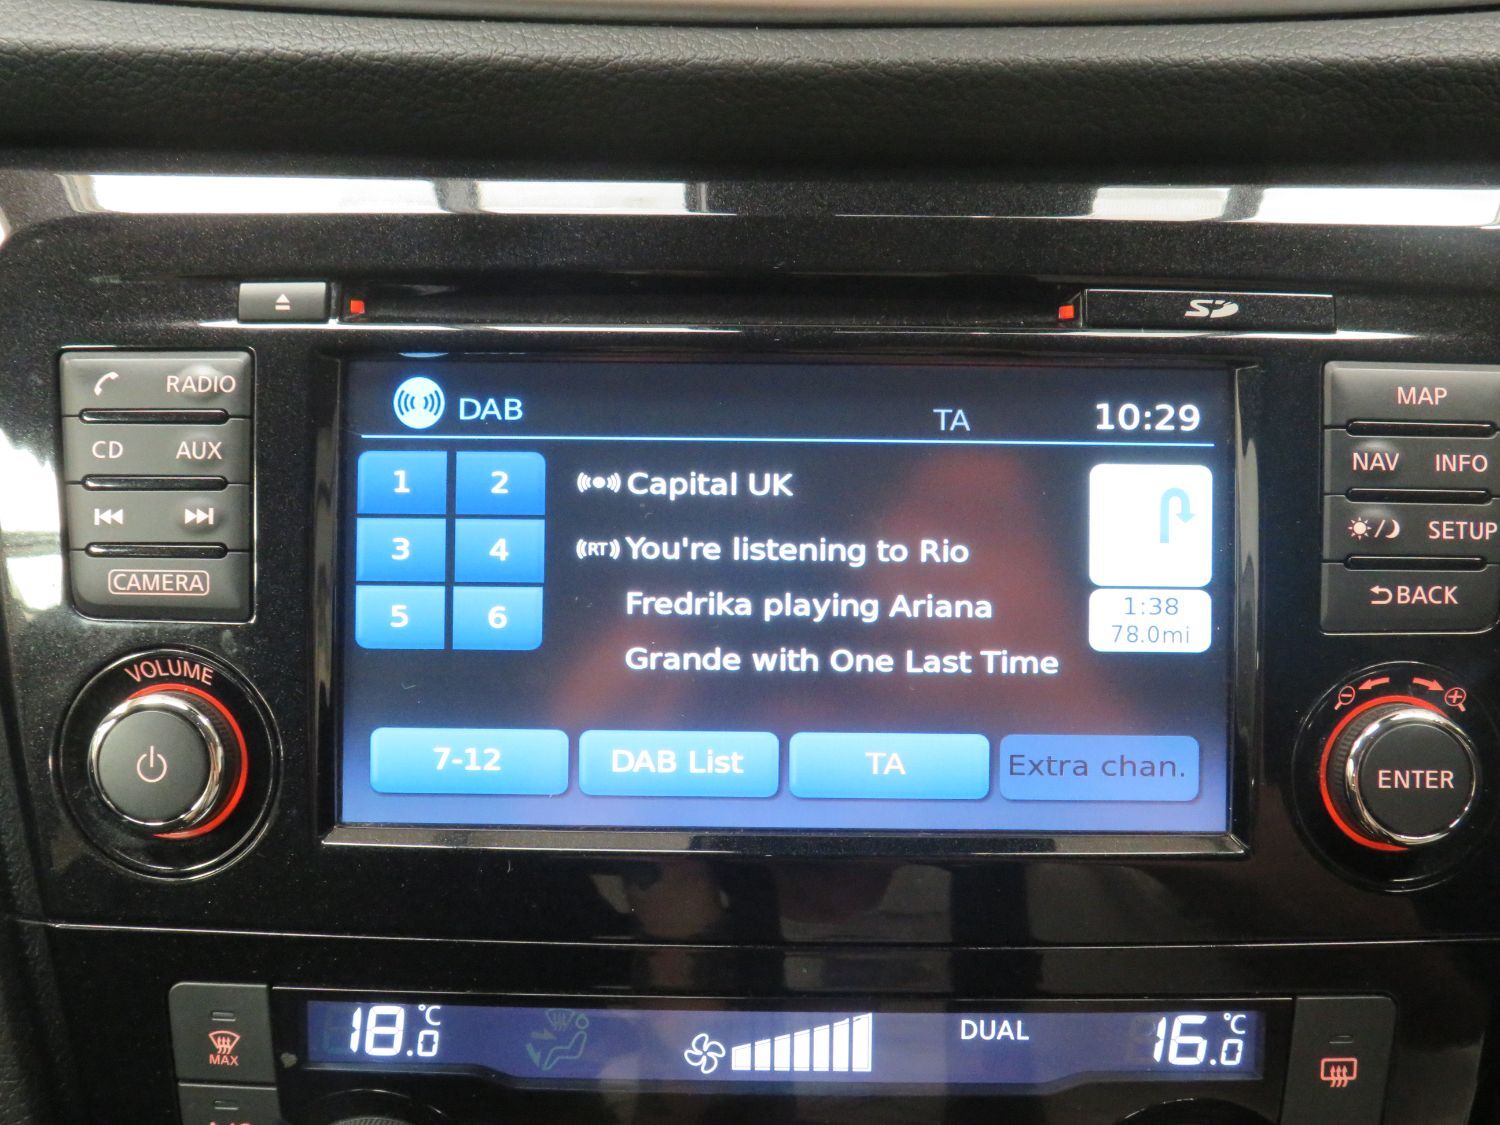 SD
RADIO
CD AUX
CAMERA
VOLUME
DAB
TA
10:29
1 2
3 4
5 6
Capital UK
RT You're listening to Rio
Fredrika playing Ariana
Grande with One Last Time
1:38
78.0mi
7-12
DAB List
TA
Extra chan.
MAP
NAV INFO
SETUP
BACK
ENTER
MAX
18.0 °C
DUAL
16.0 °C